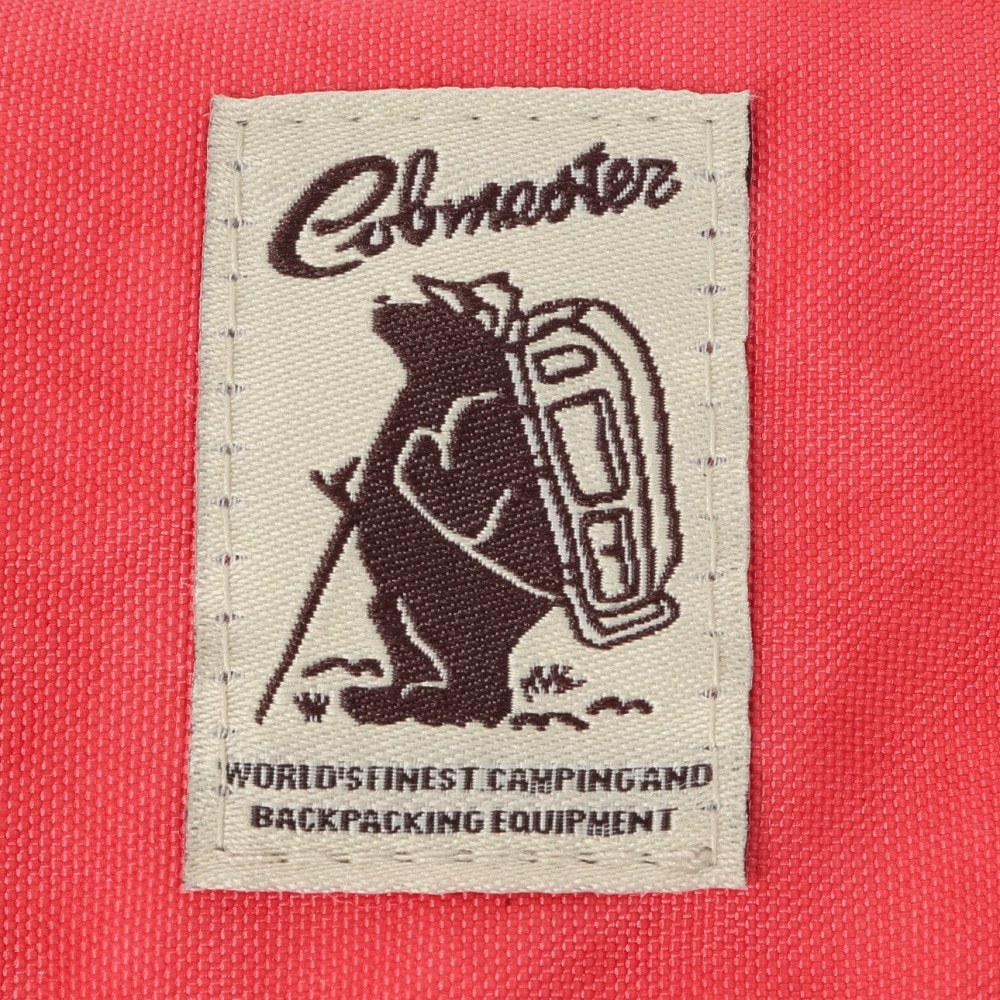 Cobmaster
WORLD'S FINEST CAMPING AND
BACKPACKING EQUIPMENT